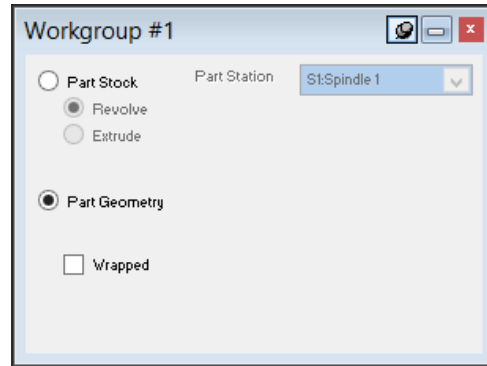 Workgroup #1
Part Stock
Part Station
S1:Spindle 1
Revolve
Extrude
Part Geometry
Wrapped